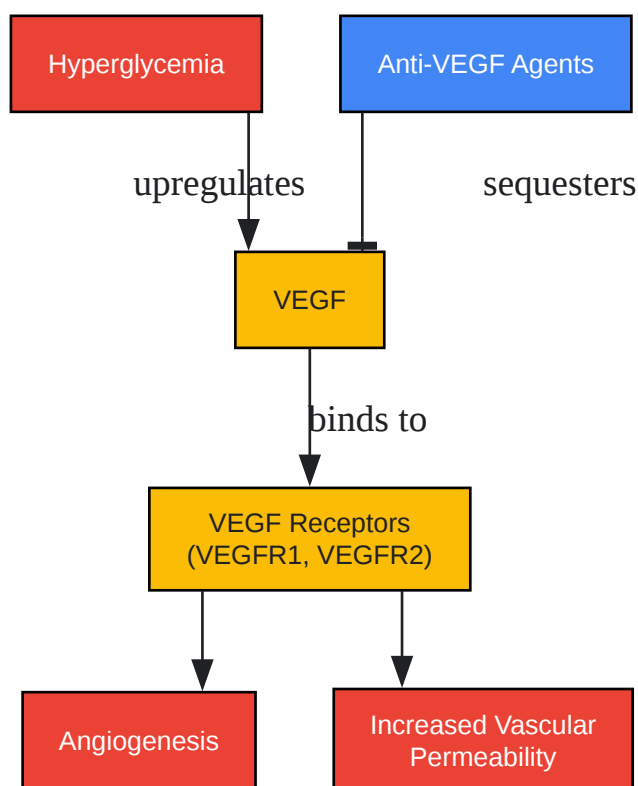 Hyperglycemia
Anti-VEGF Agents
upregulates
sequesters
VEGF
binds to
VEGF Receptors
(VEGFR1, VEGFR2)
Angiogenesis
Increased Vascular
Permeability